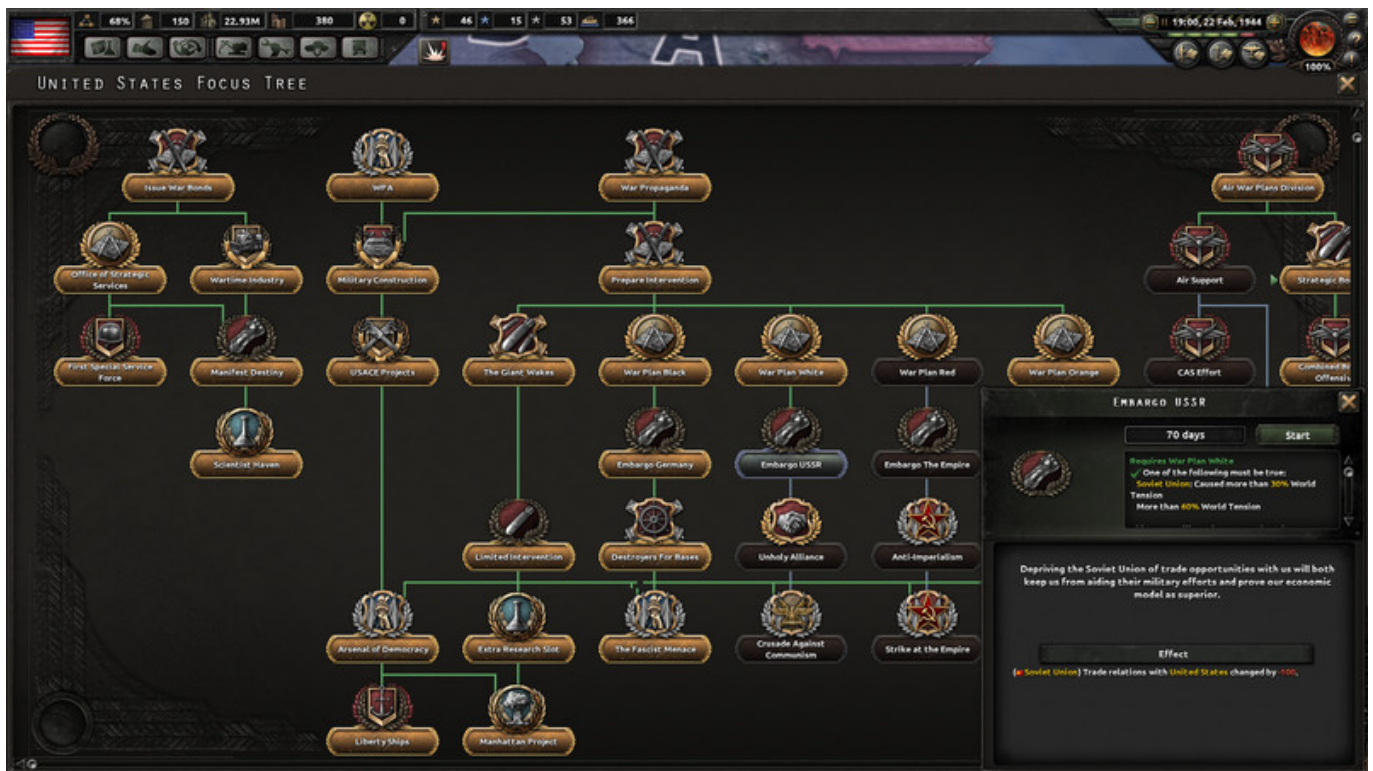 68% 150 22.93M 380 0 46 15 53 366
19:00, 22 Feb, 1944
100%
UNITED STATES FOCUS TREE
Issue War Bonds
WPA
War Propaganda
Air War Plans Division
Office of Strategic
Services
Wartime Industry
Military Construction
Prepare Intervention
Air Support
Strategic Bo
First Special Service
Force
Manifest Destiny
USACE Projects
The Giant Wakes
War Plan Black
War Plan White
War Plan Red
War Plan Orange
CAS Effort
Combined Bo
Offensiv
Scientist Haven
Embargo Germany
Embargo USSR
Embargo The Empire
Limited Intervention
Destroyers For Bases
Unholy Alliance
Anti-Imperialism
Arsenal of Democracy
Extra Research Slot
The Fascist Menace
Crusade Against
Communism
Strike at the Empire
Liberty Ships
Manhattan Project
EMBARGO USSR
70 days
Start
Requires War Plan White
One of the following must be true:
Soviet Union: Caused more than 30% World
Tension
More than 60% World Tension
Depriving the Soviet Union of trade opportunities with us will both
keep us from aiding their military efforts and prove our economic
model as superior.
Effect
(Soviet Union) Trade relations with United States changed by -100.